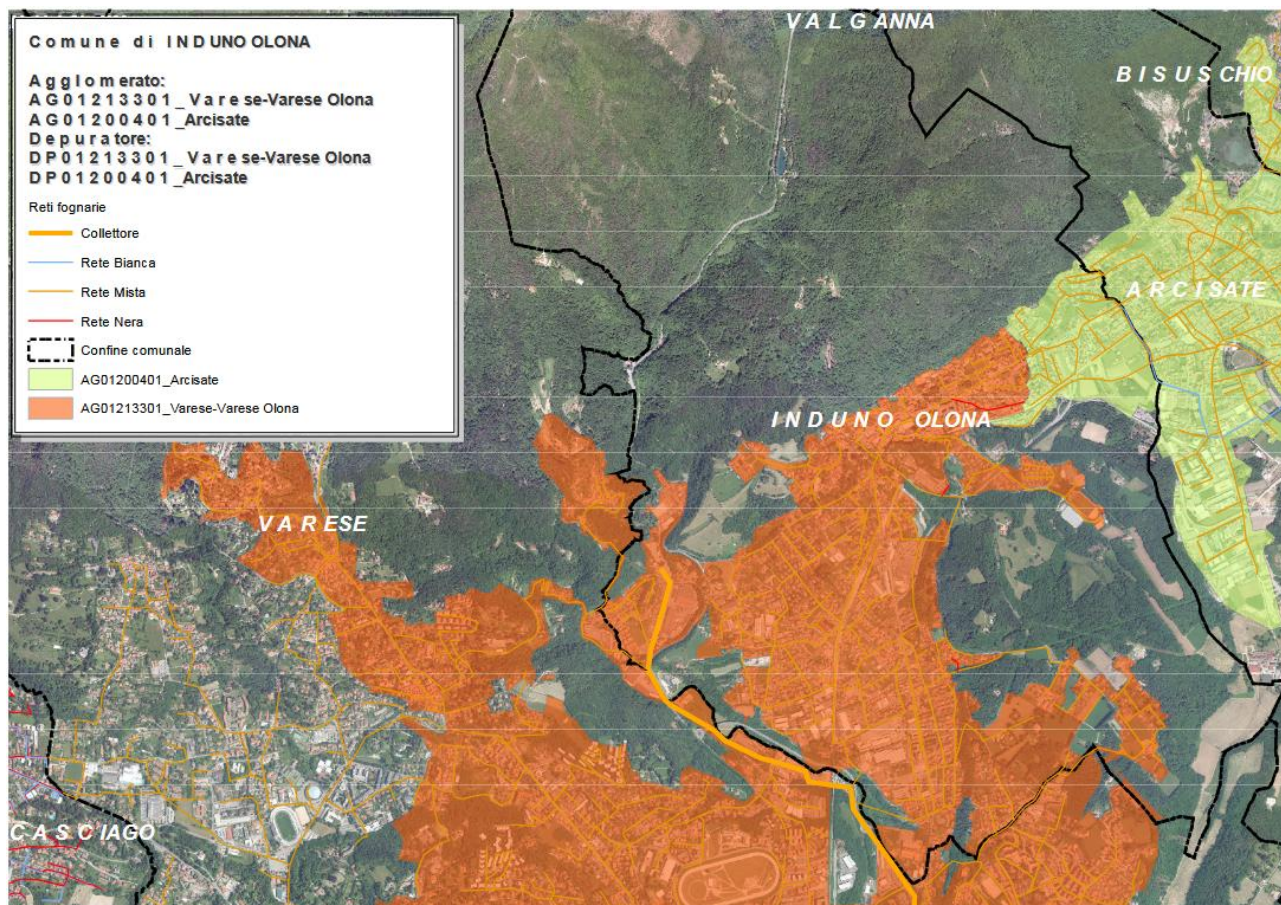 Comune di INDUNO OLONA
Agglomerato:
AG01213301_Varese-Varese Olona
AG01200401_Arcisate
Depuratore:
DP01213301_Varese-Varese Olona
DP01200401_Arcisate
Reti fognarie
Collettore
Rete Bianca
Rete Mista
Rete Nera
Confine comunale
AG01200401_Arcisate
AG01213301_Varese-Varese Olona
VALGANNA
BISUSCHIO
ARCISATE
INDUNO OLONA
VARESE
CASCIAGO